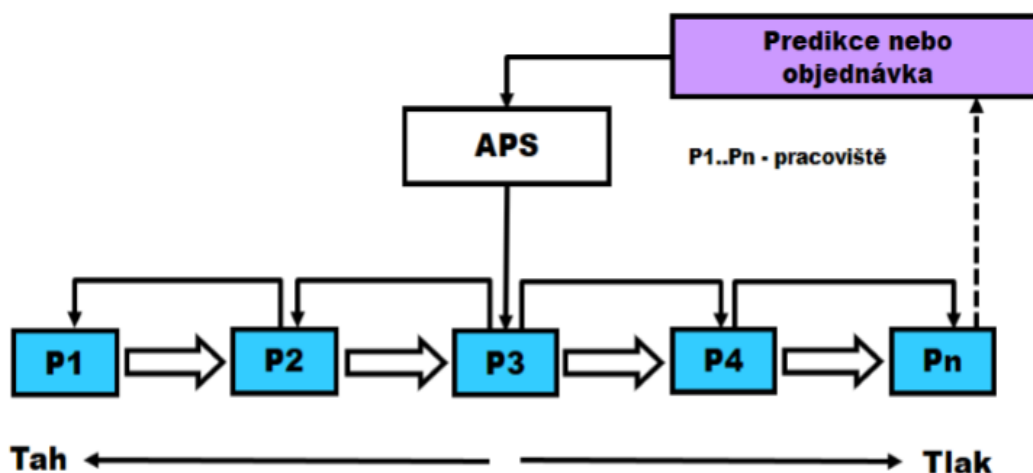 Predikce nebo
objednávka
APS
P1..Pn - pracoviště
P1
P2
P3
P4
Pn
Tah
Tlak